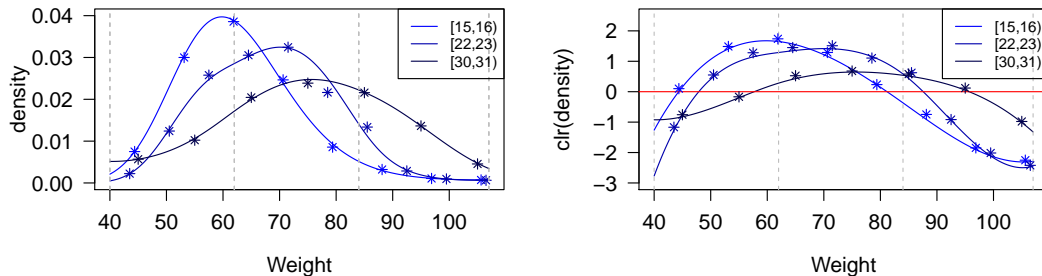 density
0.04
0.03
0.02
0.01
0.00
40 50 60 70 80 90 100
Weight
[15,16)
[22,23)
[30,31)
clr(density)
2
1
0
-1
-2
-3
40 50 60 70 80 90 100
Weight
[15,16)
[22,23)
[30,31)